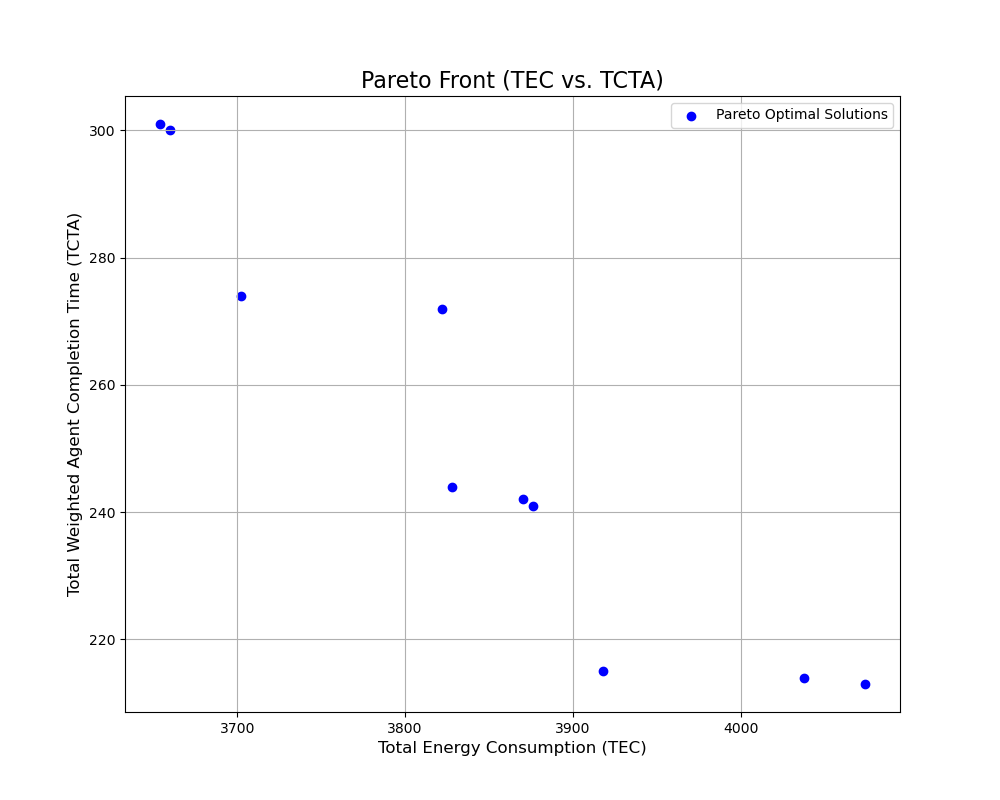 Pareto Front (TEC vs. TCTA)
Pareto Optimal Solutions
Total Weighted Agent Completion Time (TCTA)
300
280
260
240
220
3700 3800 3900 4000
Total Energy Consumption (TEC)